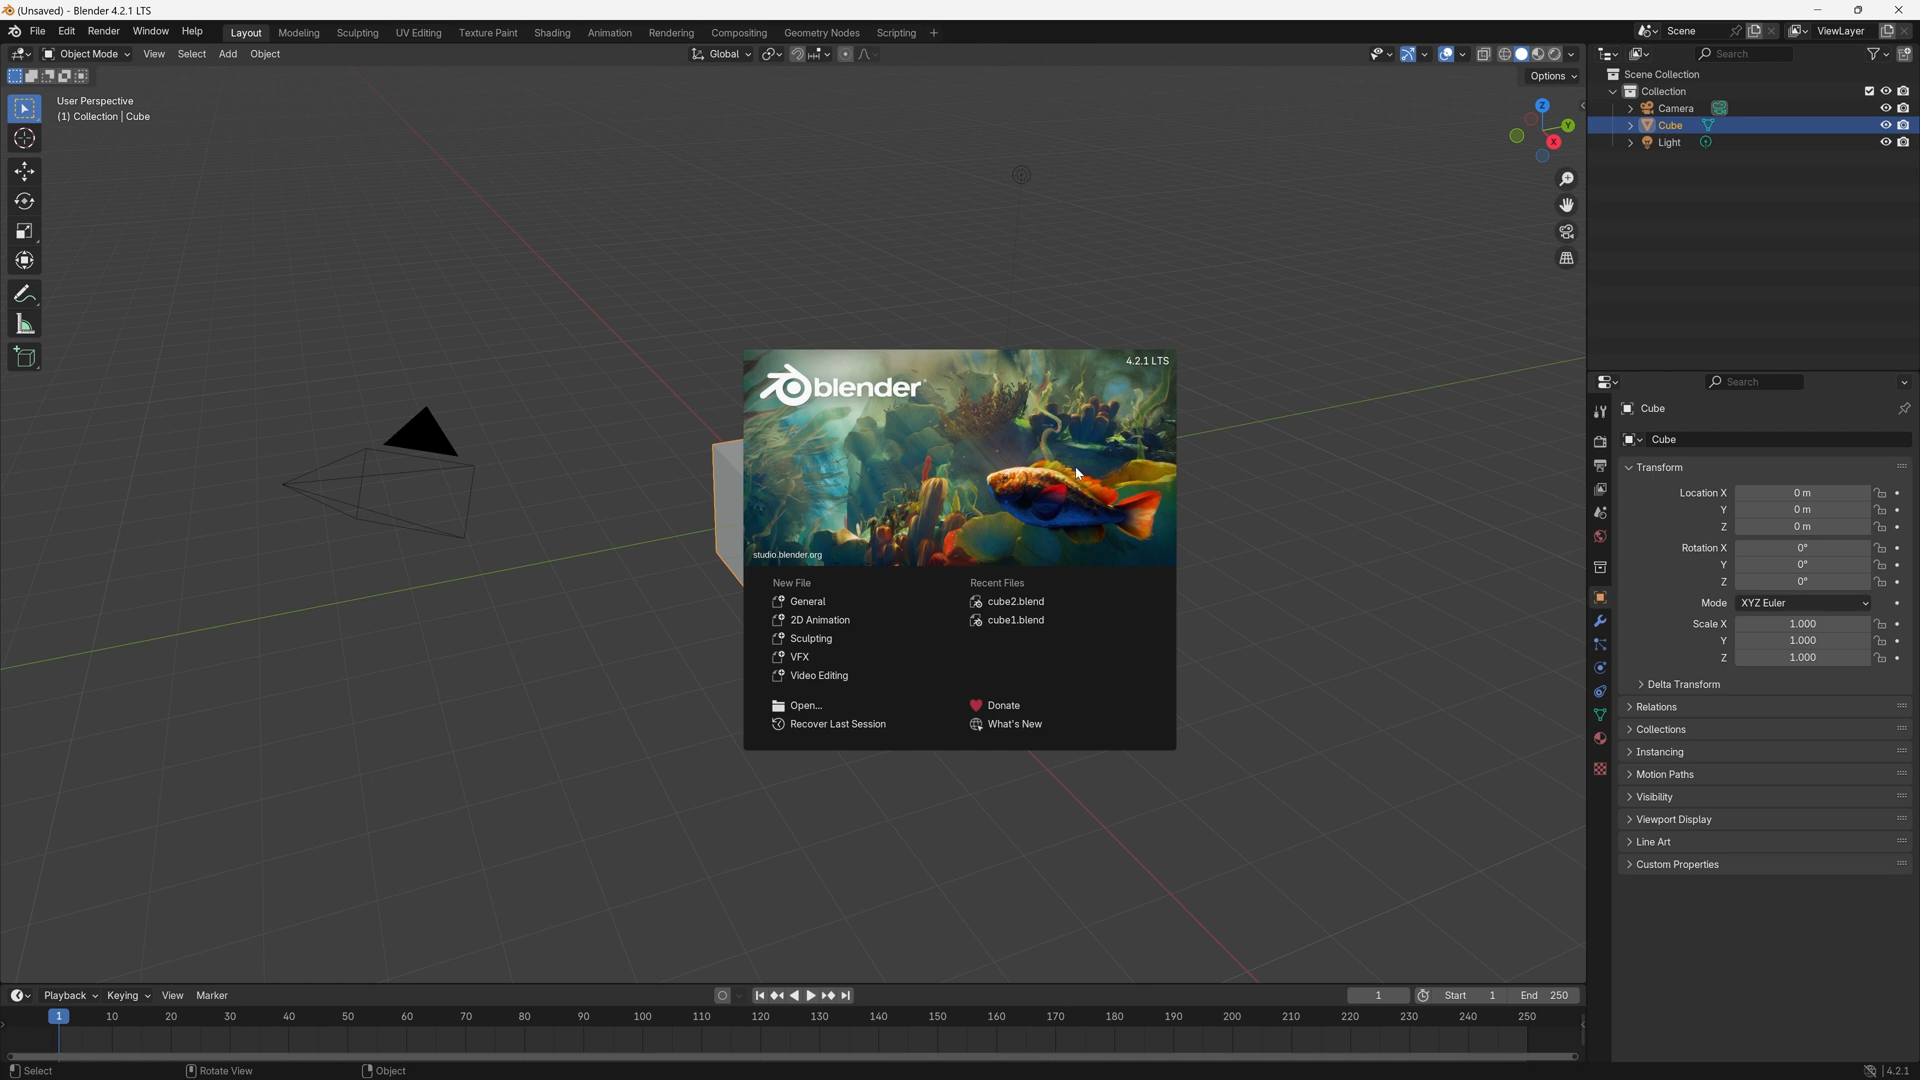 (Unsaved) - Blender 4.2.1 LTS
File Edit Render Window Help Layout Modeling Sculpting UV Editing Texture Paint Shading Animation Rendering Compositing Geometry Nodes Scripting + Scene ViewLayer
Object Mode View Select Add Object Global Search
Options
User Perspective
(1) Collection | Cube
Z
Y
X
Scene Collection
Collection
Camera
Cube
Light
4.2.1 LTS
blender
studio.blender.org
New File
General
2D Animation
Sculpting
VFX
Video Editing
Open...
Recover Last Session
Recent Files
cube2.blend
cube1.blend
Donate
What's New
Search
Cube
Cube
Transform
Location X 0 m
Y 0 m
Z 0 m
Rotation X 0°
Y 0°
Z 0°
Mode XYZ Euler
Scale X 1.000
Y 1.000
Z 1.000
Delta Transform
Relations
Collections
Instancing
Motion Paths
Visibility
Viewport Display
Line Art
Custom Properties
Playback Keying View Marker 1 Start 1 End 250
1 10 20 30 40 50 60 70 80 90 100 110 120 130 140 150 160 170 180 190 200 210 220 230 240 250
Select Rotate View Object 4.2.1